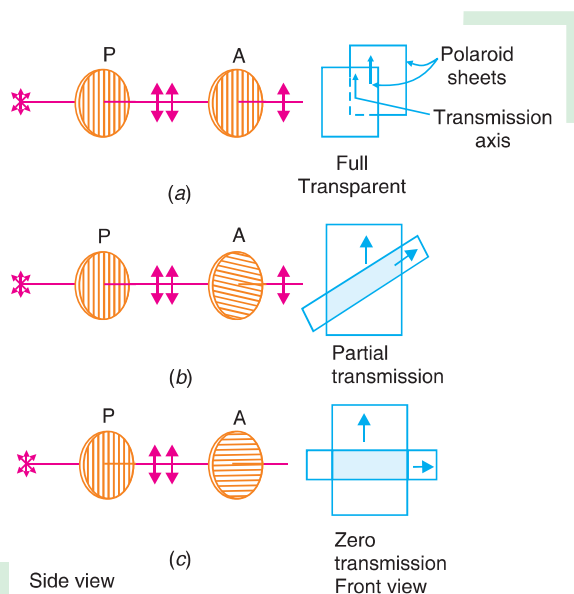 P
A
Polaroid
sheets
Transmission
axis
Full
Transparent
(a)
P
A
Partial
transmission
(b)
P
A
Zero
transmission
Front view
(c)
Side view